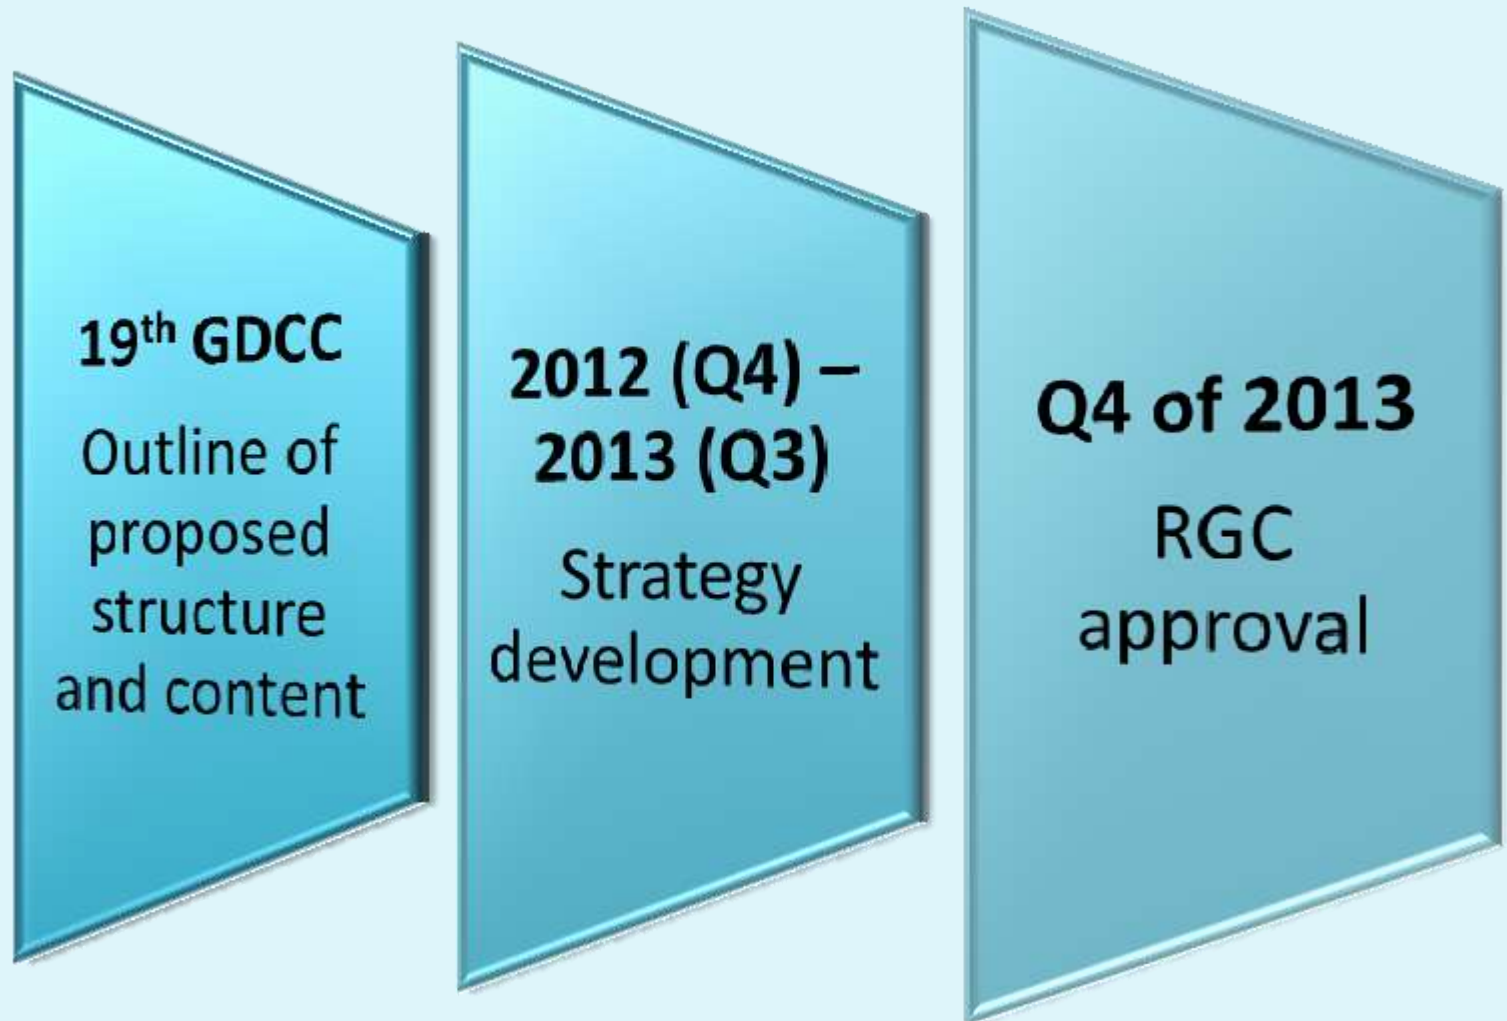 19th GDCC
Outline of
proposed
structure
and content
2012 (Q4) –
2013 (Q3)
Strategy
development
Q4 of 2013
RGC
approval